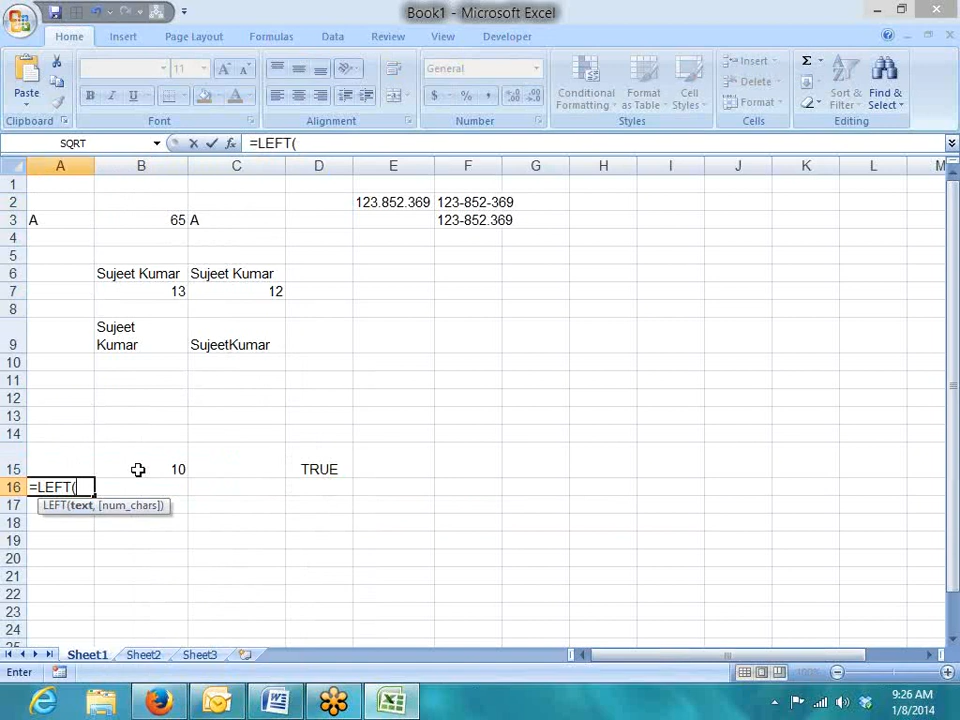 Book1 - Microsoft Excel
Home Insert Page Layout Formulas Data Review View Developer
Paste
11
B I U
A A
General
$ % ,
Conditional Formatting
Format as Table
Cell Styles
Insert
Delete
Format
Σ
Sort & Filter
Find & Select
Clipboard Font Alignment Number Styles Cells Editing
SQRT fx =LEFT(
A B C D E F G H I J K L M
1
2 123.852.369 123-852-369
3 A 65 A 123-852.369
4
5
6 Sujeet Kumar Sujeet Kumar
7 13 12
8
9 Sujeet Kumar SujeetKumar
10
11
12
13
14
15 10 TRUE
16 =LEFT(
17 LEFT(text, [num_chars])
18
19
20
21
22
23
24
25
Sheet1 Sheet2 Sheet3
Enter 100%
9:26 AM
1/8/2014